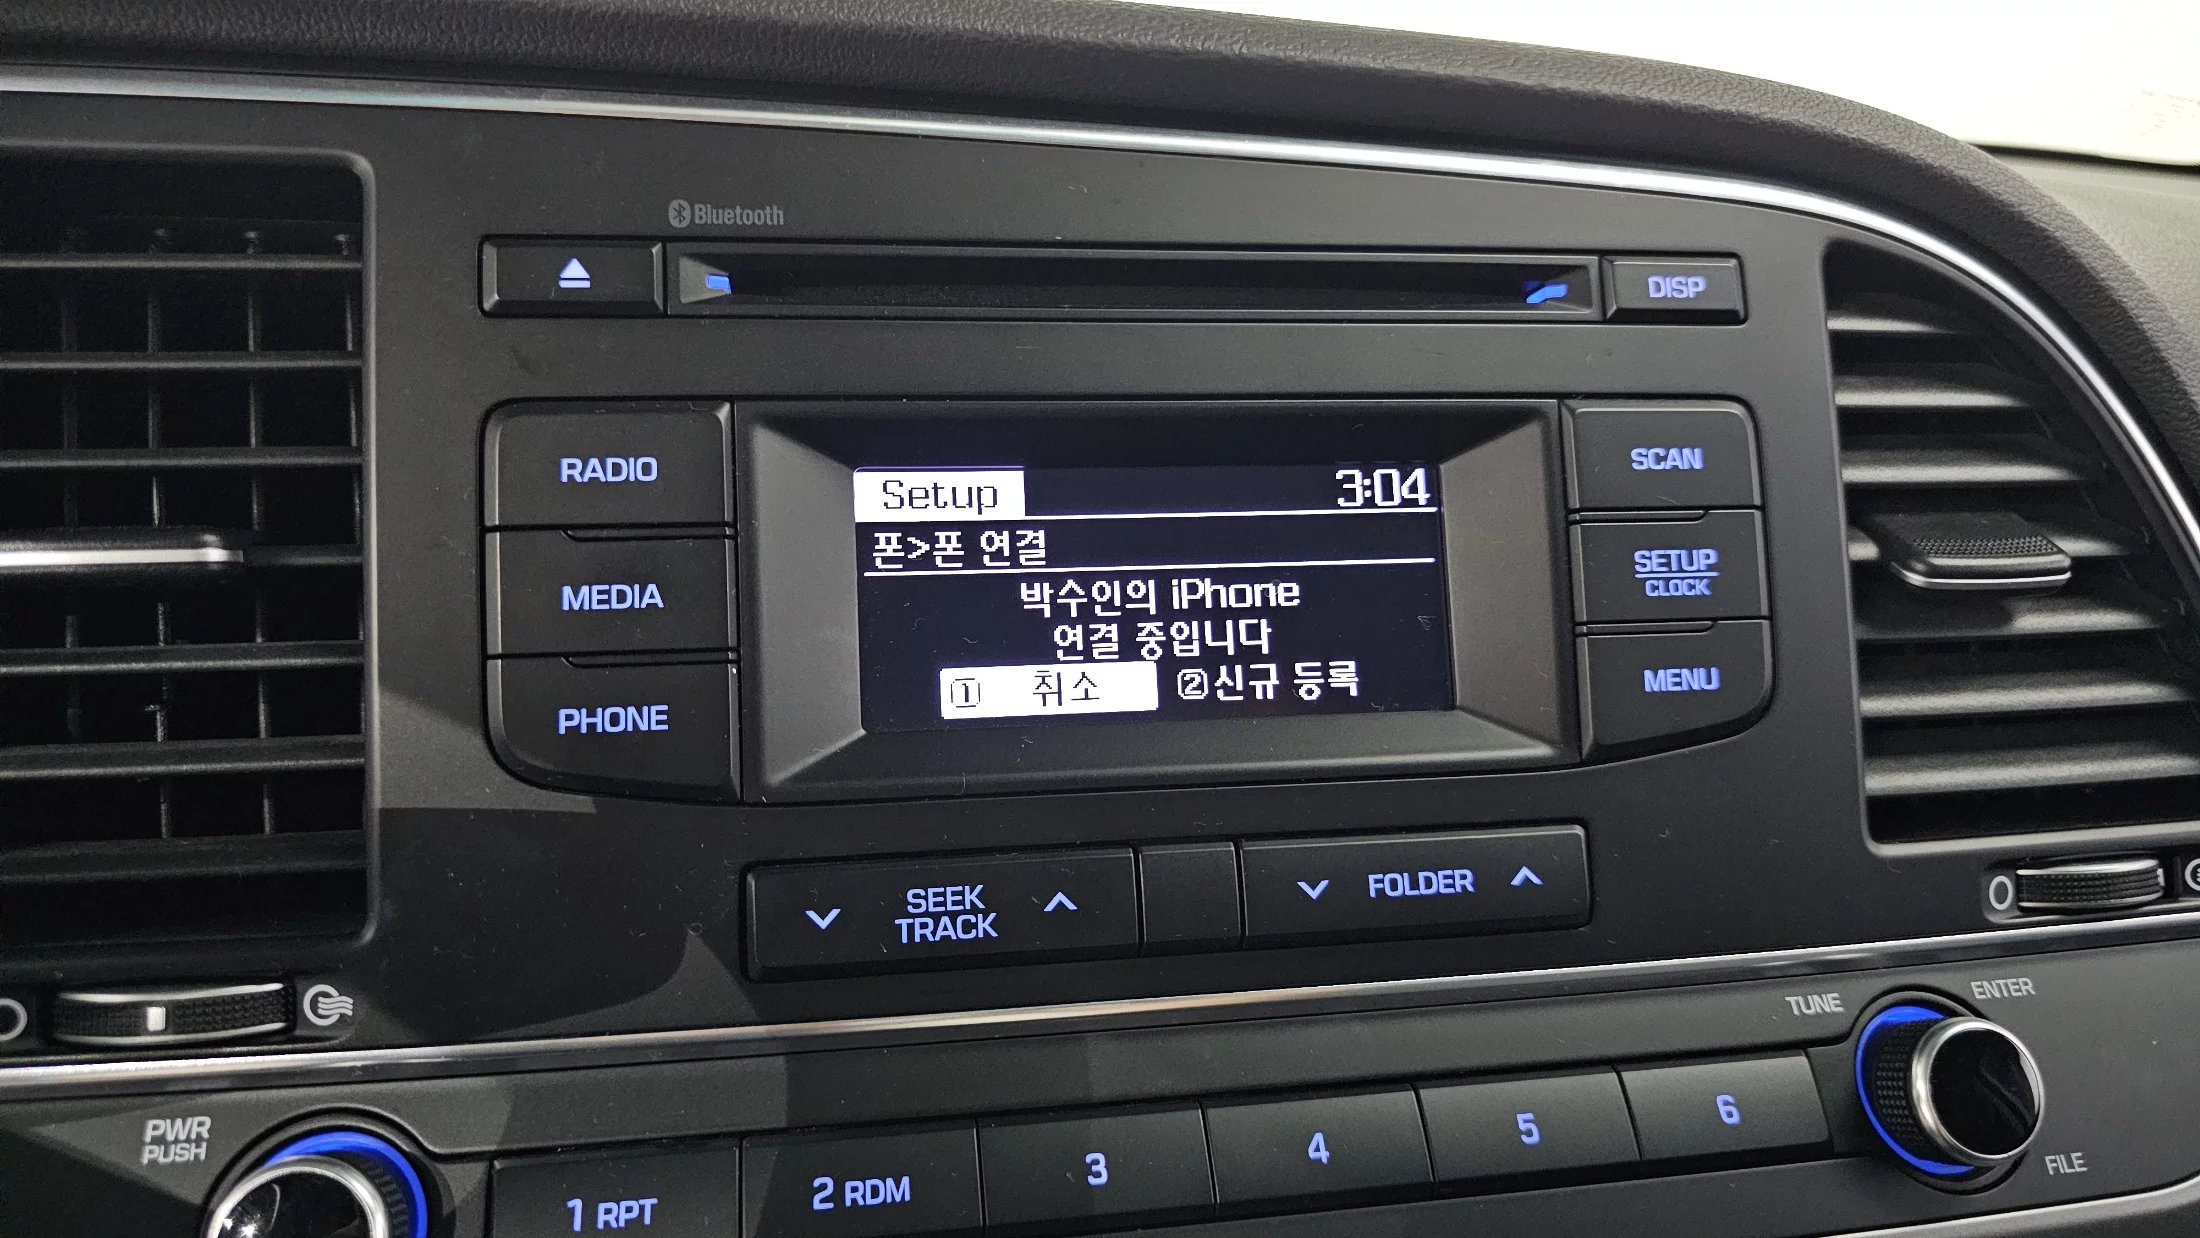 Bluetooth
DISP
RADIO
MEDIA
PHONE
Setup 3:04
폰>폰 연결
박수인의 iPhone
연결 중입니다
① 취소 ②신규 등록
SCAN
SETUP
CLOCK
MENU
SEEK
TRACK
FOLDER
TUNE
ENTER
FILE
PWR
PUSH
1 RPT
2 RDM
3
4
5
6